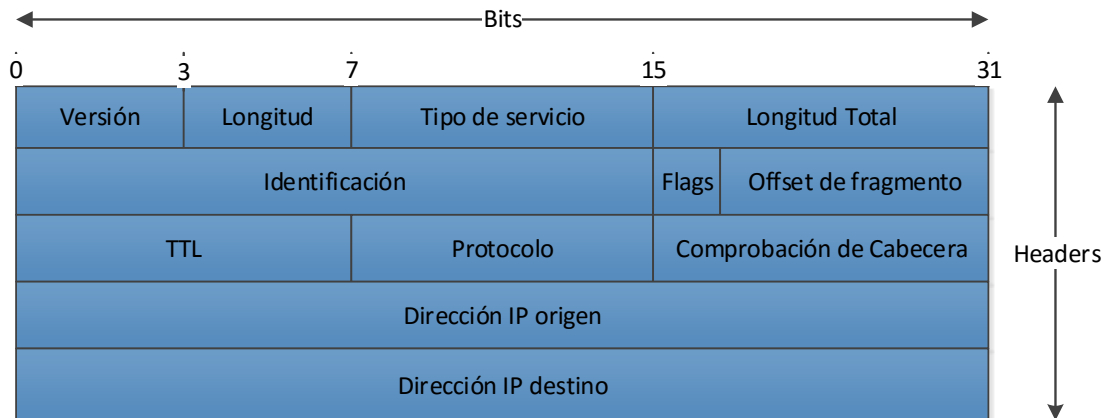 Bits
0 3 7 15 31
Versión Longitud Tipo de servicio Longitud Total
Identificación Flags Offset de fragmento
TTL Protocolo Comprobación de Cabecera
Headers
Dirección IP origen
Dirección IP destino